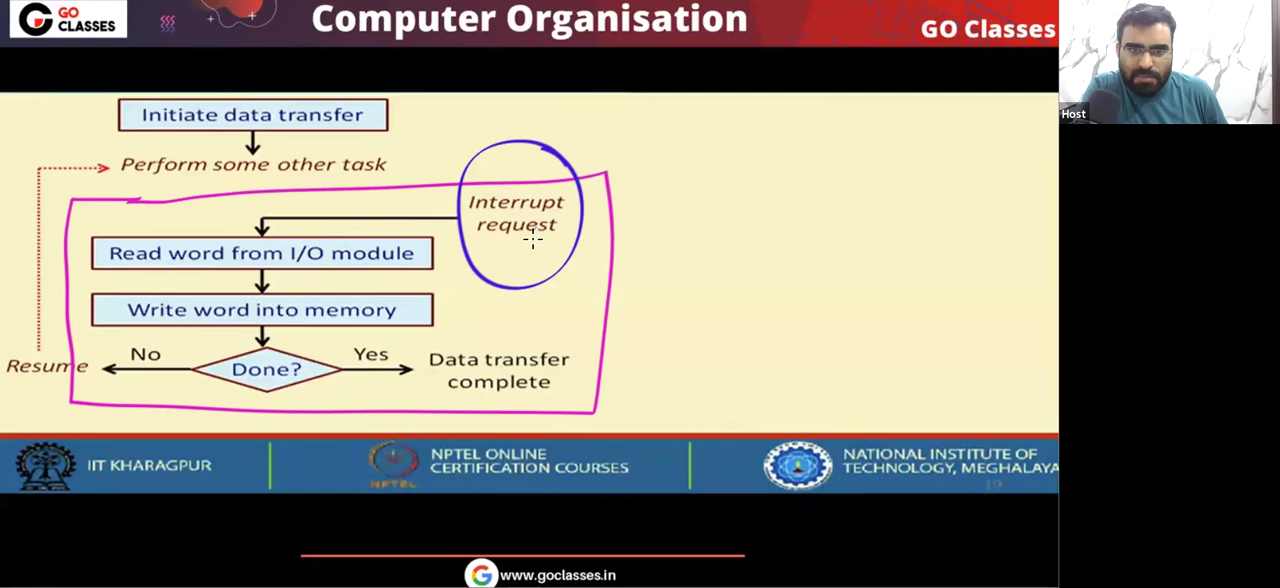 GO
CLASSES
Computer Organisation
GO Classes
Host
Initiate data transfer
Perform some other task
Interrupt
request
Read word from I/O module
Write word into memory
Resume
No
Done?
Yes
Data transfer
complete
IIT KHARAGPUR
NPTEL
NPTEL ONLINE
CERTIFICATION COURSES
NATIONAL INSTITUTE OF
TECHNOLOGY, MEGHALAYA
www.goclasses.in